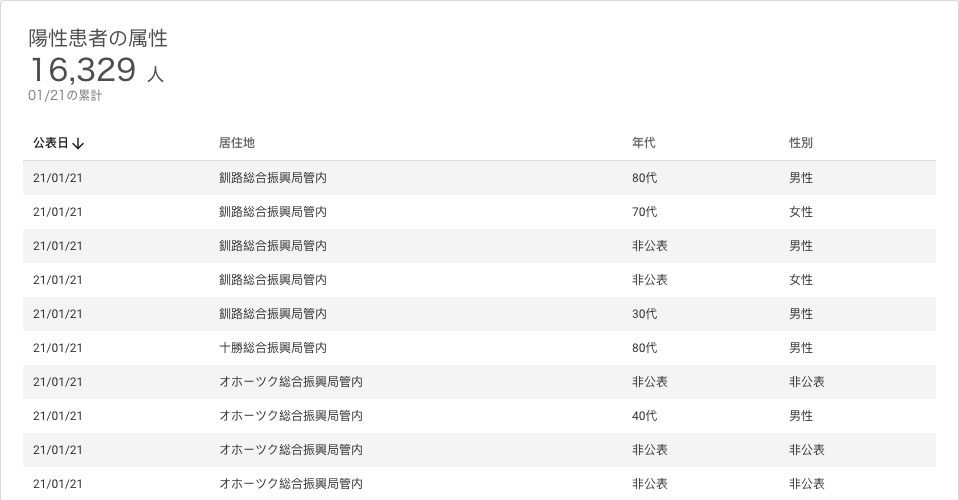 陽性患者の属性
16,329 人
01/21の累計
公表日↓ 居住地 年代 性別
21/01/21 釧路総合振興局管内 80代 男性
21/01/21 釧路総合振興局管内 70代 女性
21/01/21 釧路総合振興局管内 非公表 男性
21/01/21 釧路総合振興局管内 非公表 女性
21/01/21 釧路総合振興局管内 30代 男性
21/01/21 十勝総合振興局管内 80代 男性
21/01/21 オホーツク総合振興局管内 非公表 非公表
21/01/21 オホーツク総合振興局管内 40代 男性
21/01/21 オホーツク総合振興局管内 非公表 非公表
21/01/21 オホーツク総合振興局管内 非公表 非公表